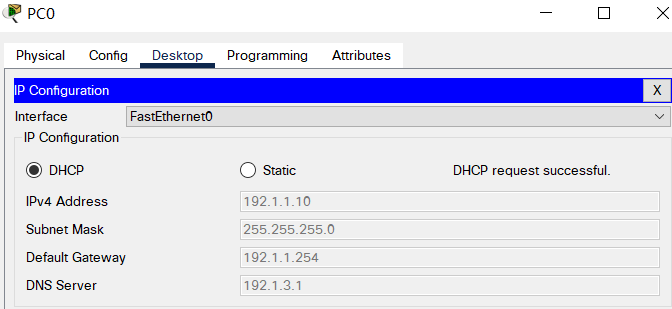 PC0
Physical Config Desktop Programming Attributes
IP Configuration X
Interface FastEthernet0
IP Configuration
DHCP Static DHCP request successful.
IPv4 Address 192.1.1.10
Subnet Mask 255.255.255.0
Default Gateway 192.1.1.254
DNS Server 192.1.3.1